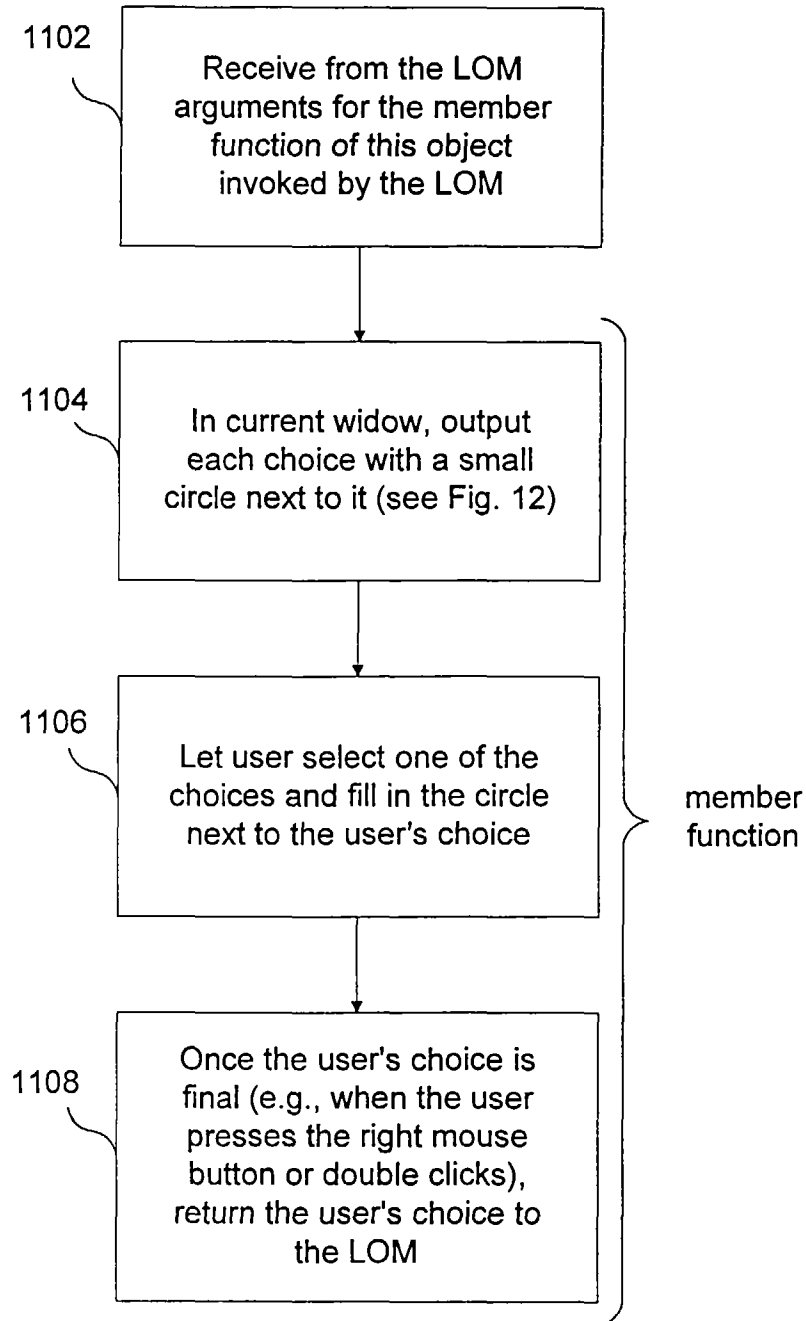 1102
Receive from the LOM
arguments for the member
function of this object
invoked by the LOM
1104
In current widow, output
each choice with a small
circle next to it (see Fig. 12)
1106
Let user select one of the
choices and fill in the circle
next to the user's choice
member
function
1108
Once the user's choice is
final (e.g., when the user
presses the right mouse
button or double clicks),
return the user's choice to
the LOM